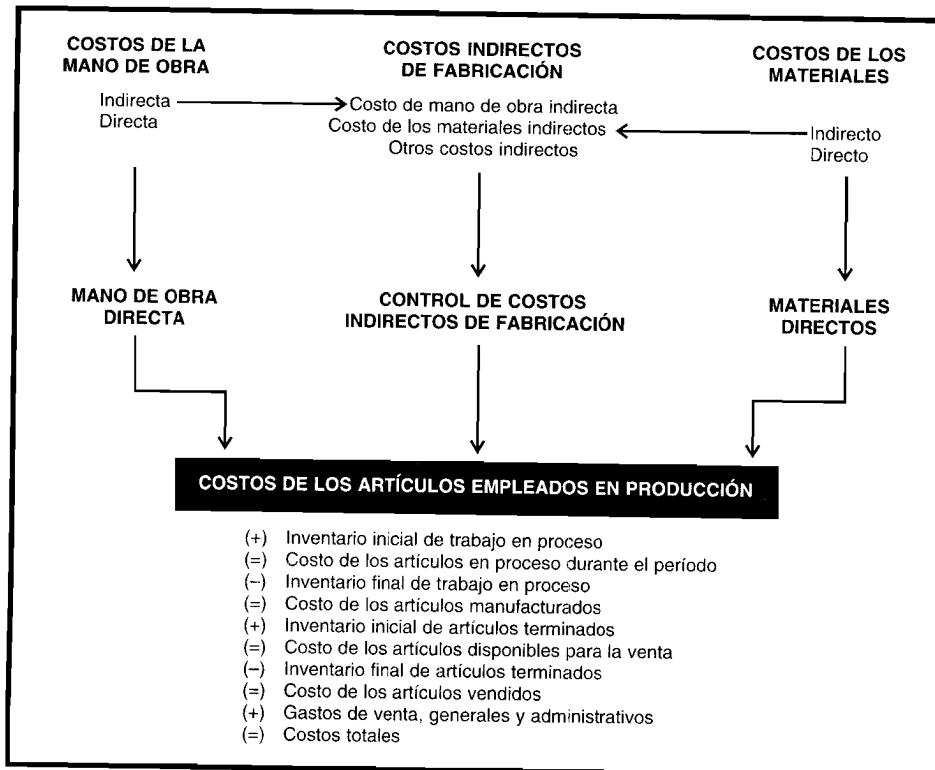 COSTOS DE LA
MANO DE OBRA
Indirecta
Directa
COSTOS INDIRECTOS
DE FABRICACIÓN
Costo de mano de obra indirecta
Costo de los materiales indirectos
Otros costos indirectos
COSTOS DE LOS
MATERIALES
Indirecto
Directo
MANO DE OBRA
DIRECTA
CONTROL DE COSTOS
INDIRECTOS DE FABRICACIÓN
MATERIALES
DIRECTOS
COSTOS DE LOS ARTÍCULOS EMPLEADOS EN PRODUCCIÓN
(+) Inventario inicial de trabajo en proceso
(=) Costo de los artículos en proceso durante el período
(−) Inventario final de trabajo en proceso
(=) Costo de los artículos manufacturados
(+) Inventario inicial de artículos terminados
(=) Costo de los artículos disponibles para la venta
(−) Inventario final de artículos terminados
(=) Costo de los artículos vendidos
(+) Gastos de venta, generales y administrativos
(=) Costos totales